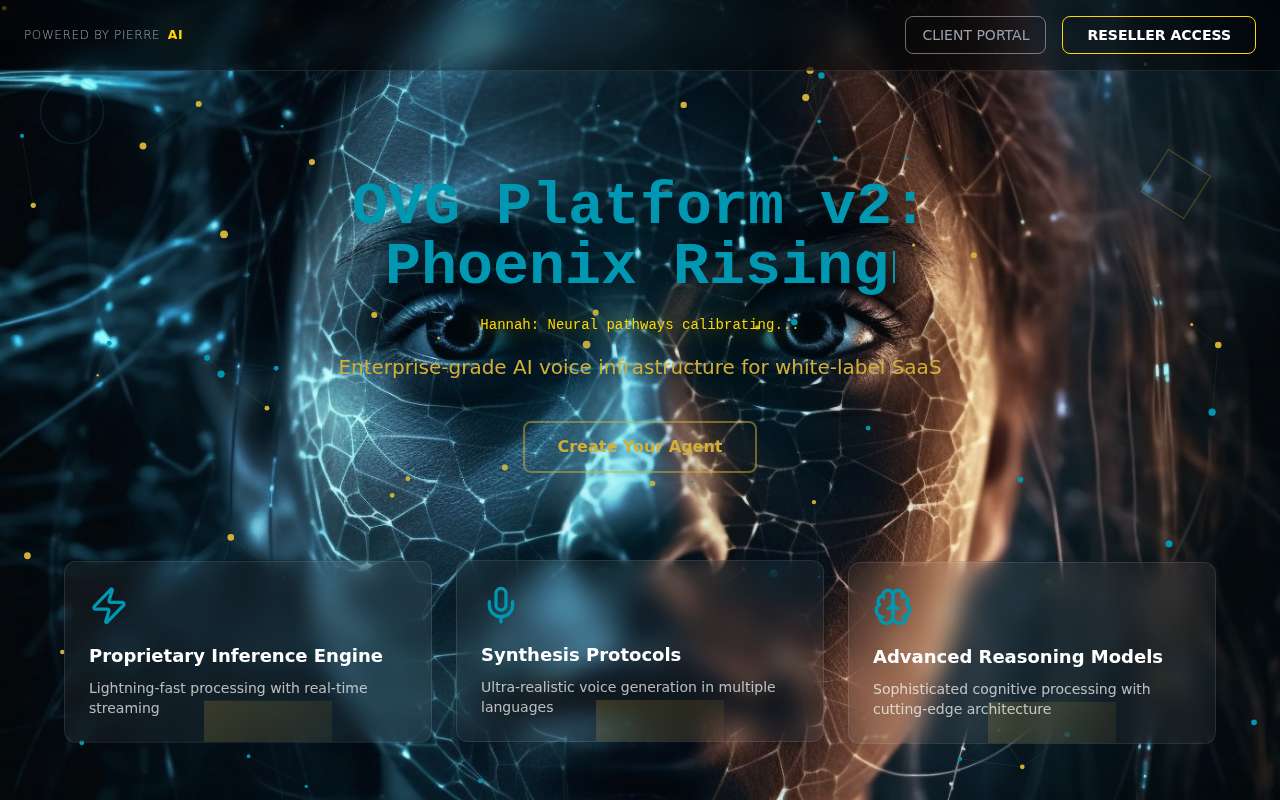 POWERED BY PIERRE AI
CLIENT PORTAL
RESELLER ACCESS
OVG Platform v2:
Phoenix Rising
Hannah: Neural pathways calibrating...
Enterprise-grade AI voice infrastructure for white-label SaaS
Create Your Agent
Proprietary Inference Engine
Lightning-fast processing with real-time
streaming
Synthesis Protocols
Ultra-realistic voice generation in multiple
languages
Advanced Reasoning Models
Sophisticated cognitive processing with
cutting-edge architecture